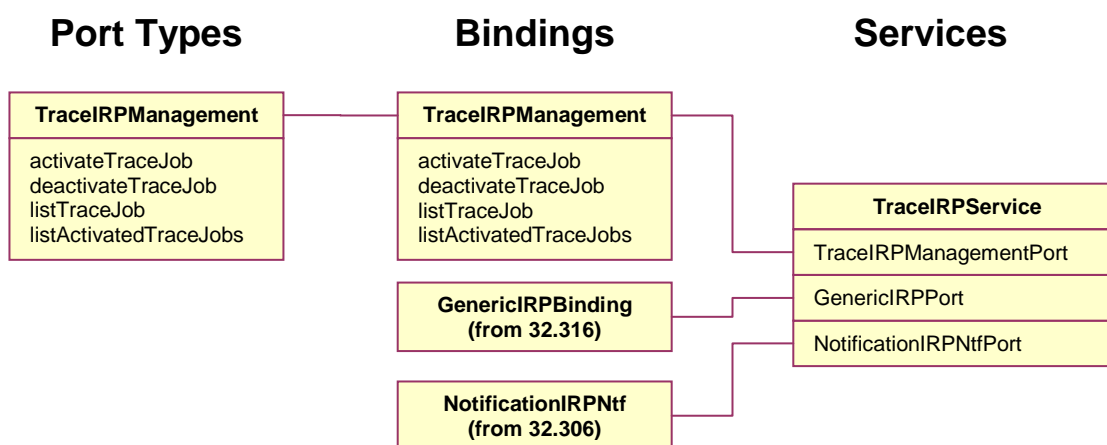 Port Types
Bindings
Services
TraceIRPManagement
activateTraceJob
deactivateTraceJob
listTraceJob
listActivatedTraceJobs
TraceIRPManagement
activateTraceJob
deactivateTraceJob
listTraceJob
listActivatedTraceJobs
GenericIRPBinding
(from 32.316)
NotificationIRPNtf
(from 32.306)
TraceIRPService
TraceIRPManagementPort
GenericIRPPort
NotificationIRPNtfPort